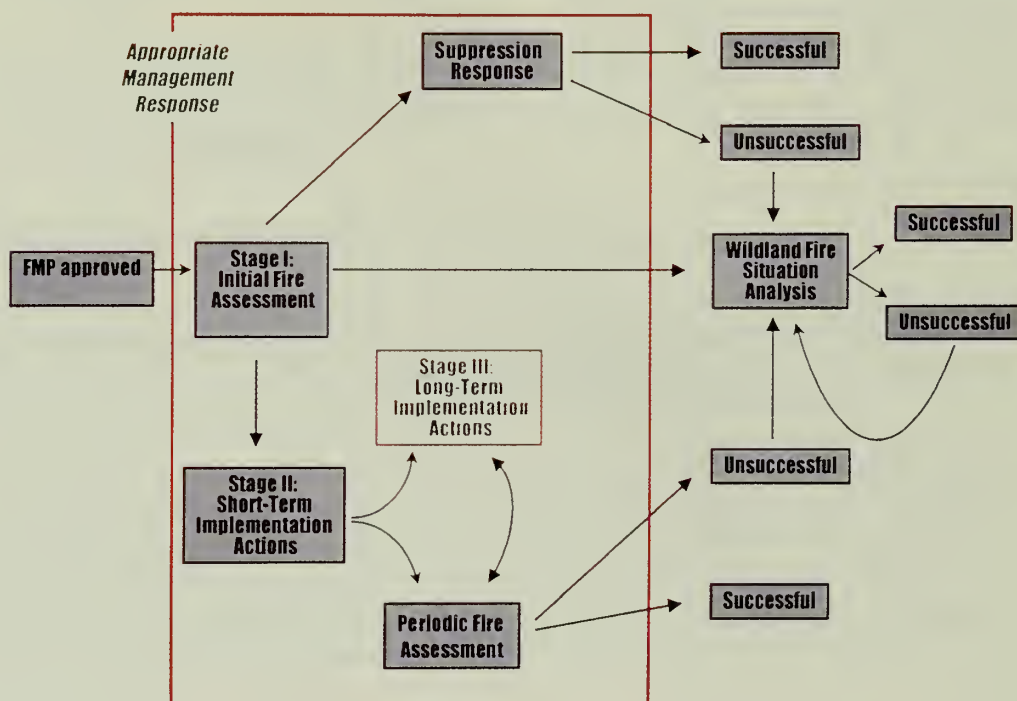 Appropriate
Management
Response
Suppression
Response
Successful
Unsuccessful
FMP approved
Stage I:
Initial Fire
Assessment
Wildland Fire
Situation
Analysis
Successful
Unsuccessful
Stage III:
Long-Term
Implementation
Actions
Stage II:
Short-Term
Implementation
Actions
Unsuccessful
Periodic Fire
Assessment
Successful